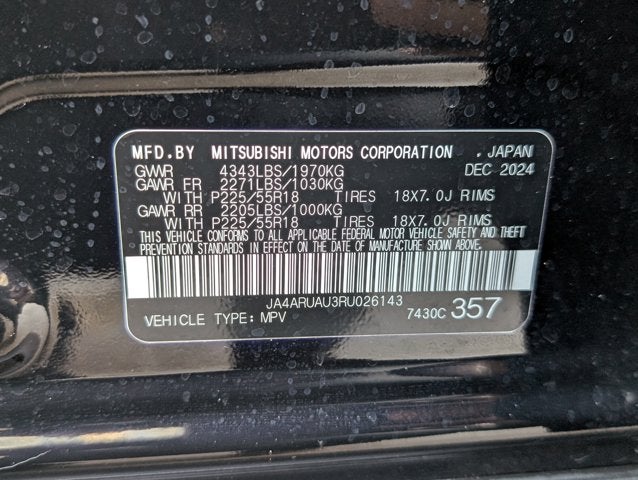 MFD.BY MITSUBISHI MOTORS CORPORATION . JAPAN
GVWR 4343LBS/1970KG DEC 2024
GAWR FR 2271LBS/1030KG
WITH P225/55R18 TIRES 18X7.0J RIMS
GAWR RR 2205LBS/1000KG
WITH P225/55R18 TIRES 18X7.0J RIMS
THIS VEHICLE CONFORMS TO ALL APPLICABLE FEDERAL MOTOR VEHICLE SAFETY AND THEFT
PREVENTION STANDARDS IN EFFECT ON THE DATE OF MANUFACTURE SHOWN ABOVE.
JA4ARUAU3RU026143
VEHICLE TYPE: MPV 7430C 357